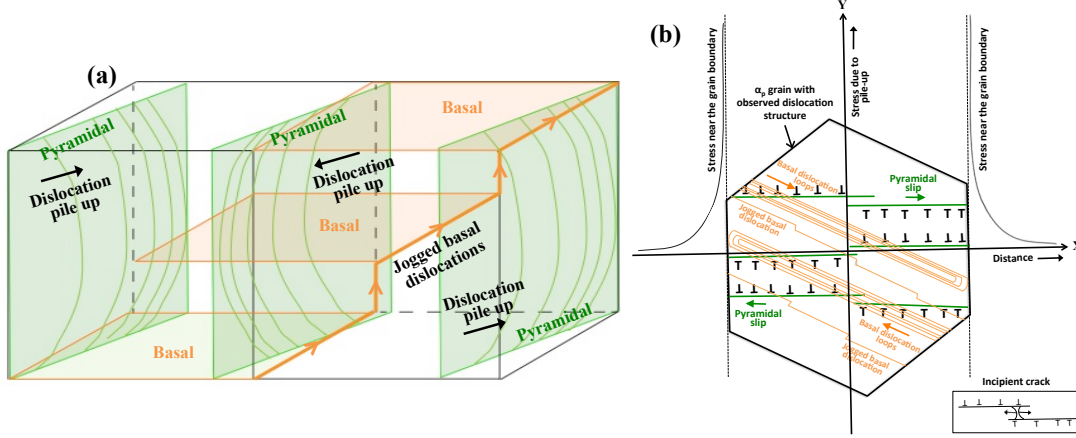 (a)
Basal
Pyramidal
Pyramidal
Dislocation
pile up
Dislocation
pile up
Basal
Jogged basal
dislocations
Dislocation
pile up
Basal
Pyramidal
(b)
Y
Stress near the grain boundary
Stress due to
pile-up
Stress near the grain boundary
αp grain with
observed dislocation
structure
Basal dislocation
loops
Pyramidal
slip
Jogged basal
dislocation
X
Distance
Pyramidal
slip
Basal dislocation
loops
Jogged basal
dislocation
Incipient crack